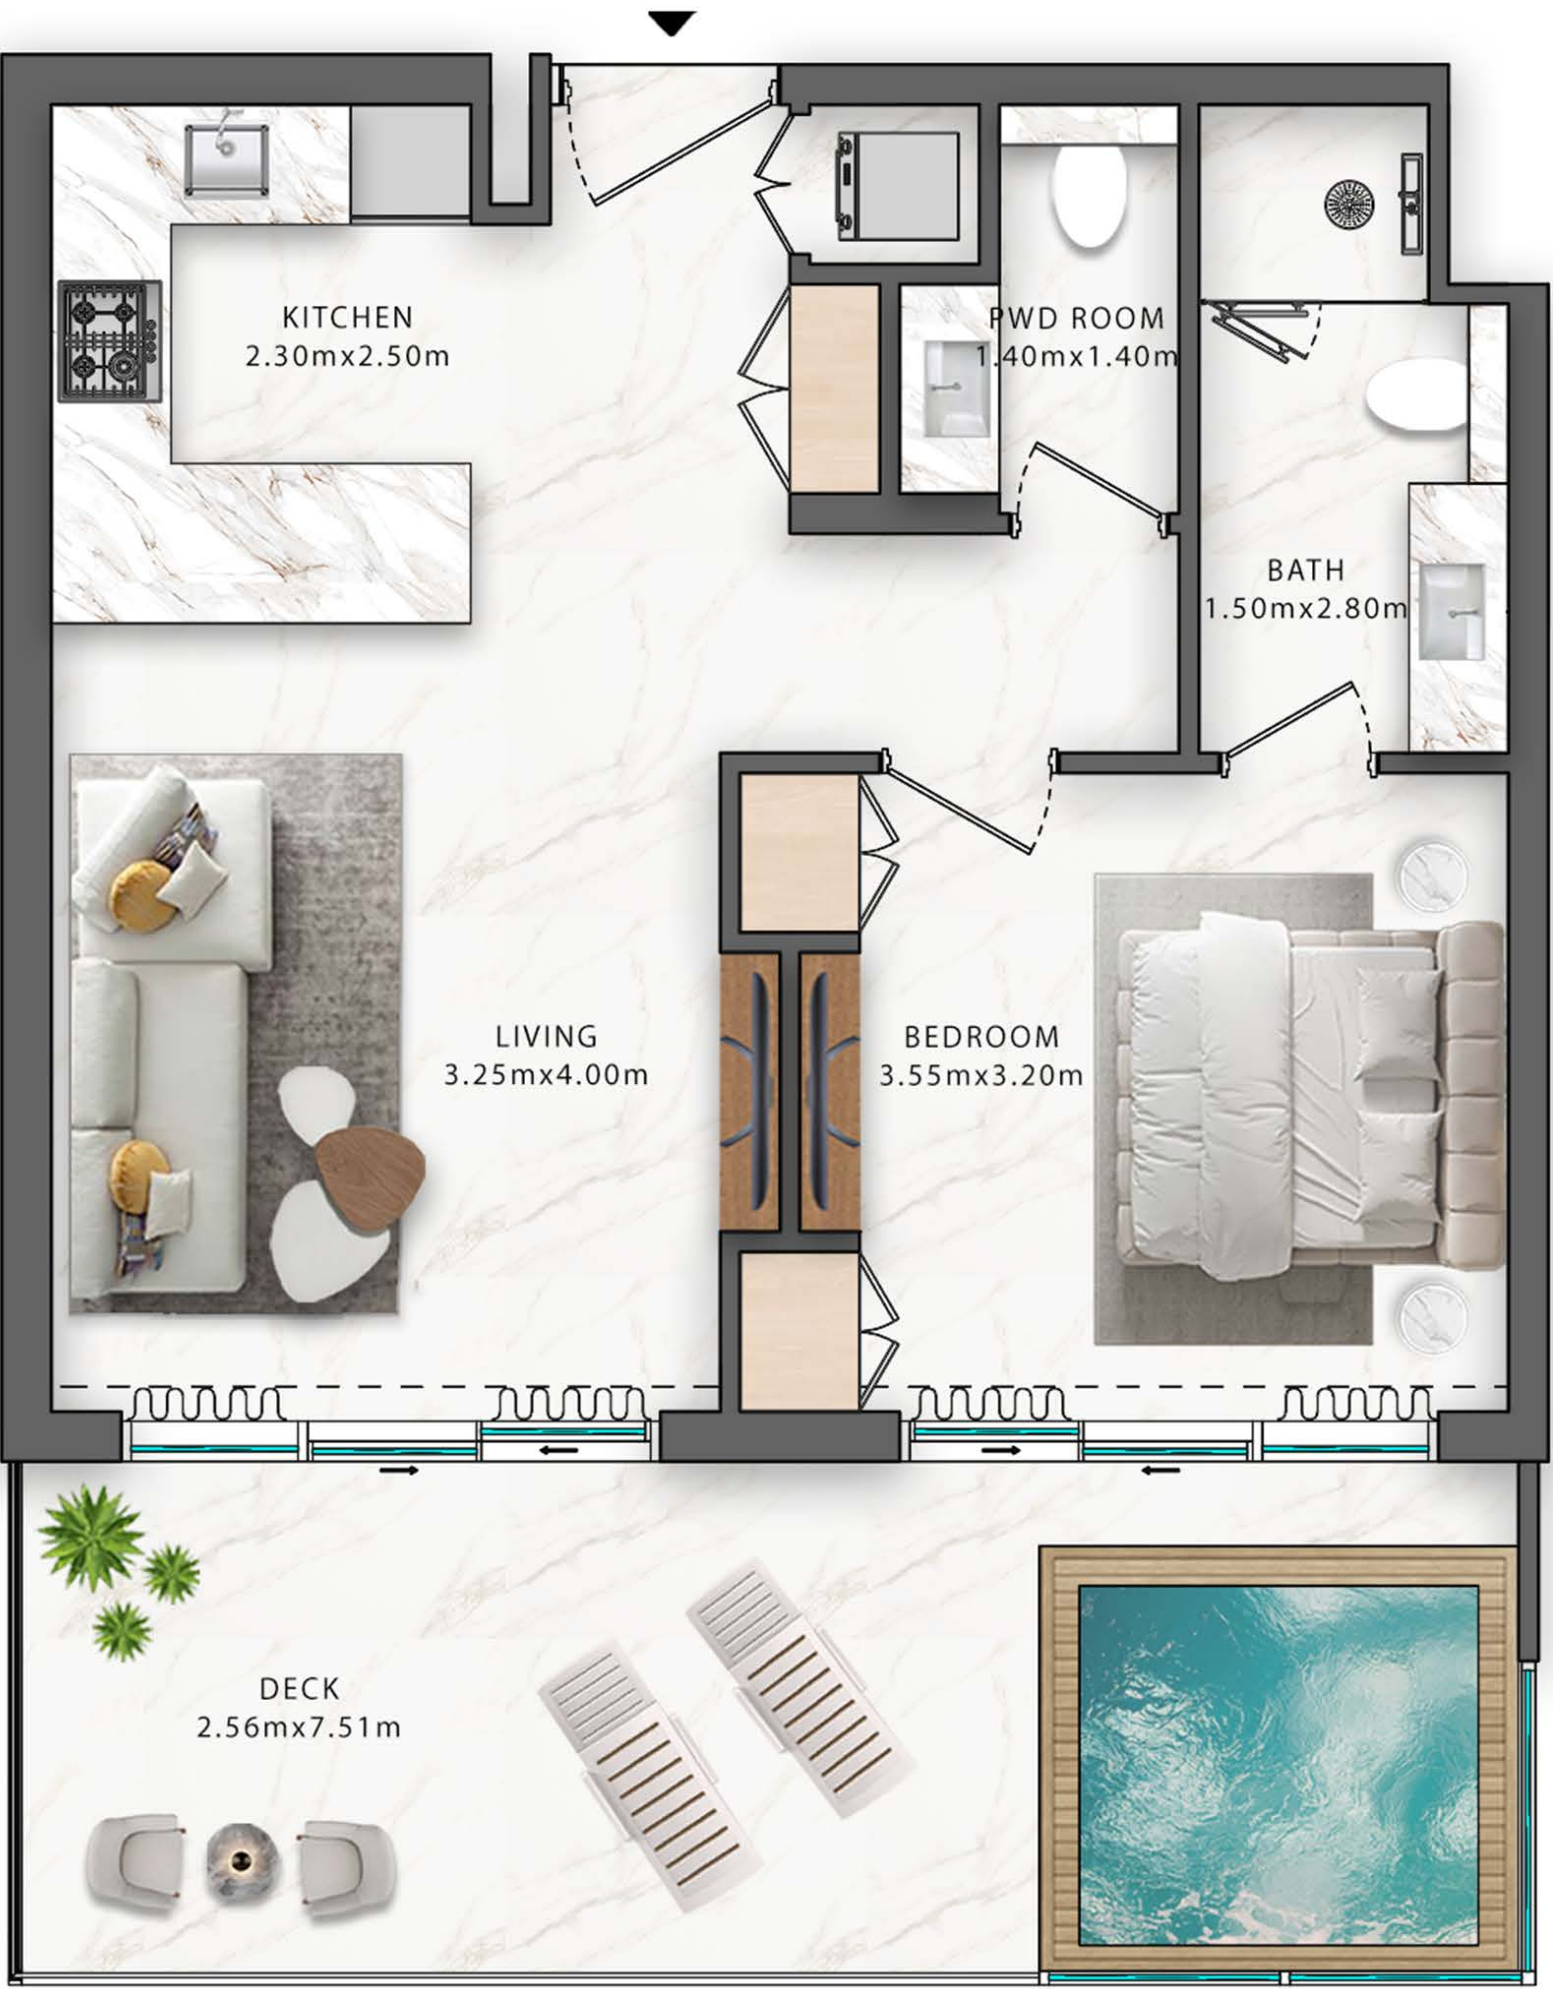 KITCHEN
2.30mx2.50m
PWD ROOM
1.40mx1.40m
BATH
1.50mx2.80m
LIVING
3.25mx4.00m
BEDROOM
3.55mx3.20m
DECK
2.56mx7.51m